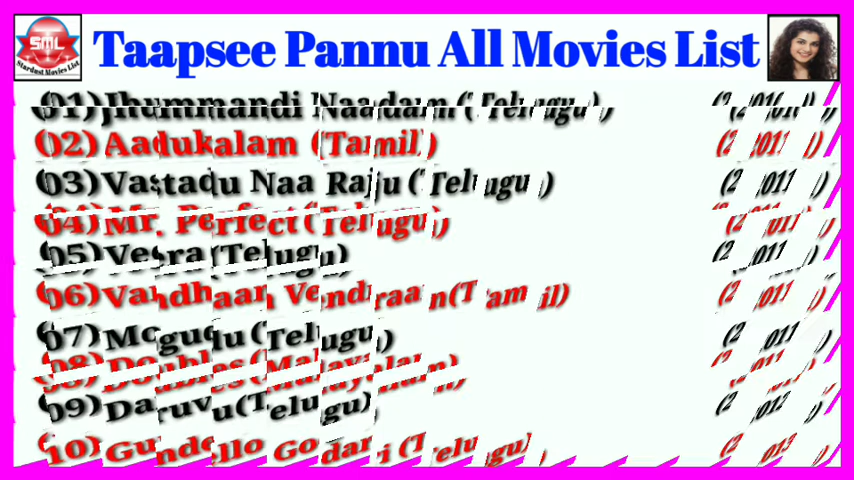 SML
Stardust Movies List
Taapsee Pannu All Movies List
01) Jhummandi Naadam (Telugu) (2010)
02) Aadukalam (Tamil) (2011)
03) Vastadu Naa Raju (Telugu) (2011)
04) Mr. Perfect (Telugu) (2011)
05) Veera (Telugu) (2011)
06) Vandhaan Vendraan(Tamil) (2011)
07) Mogudu (Telugu) (2011)
08) Doubles (Malayalam) (2011)
09) Daruvu(Telugu) (2012)
10) Gundello Godari (Telugu) (2013)